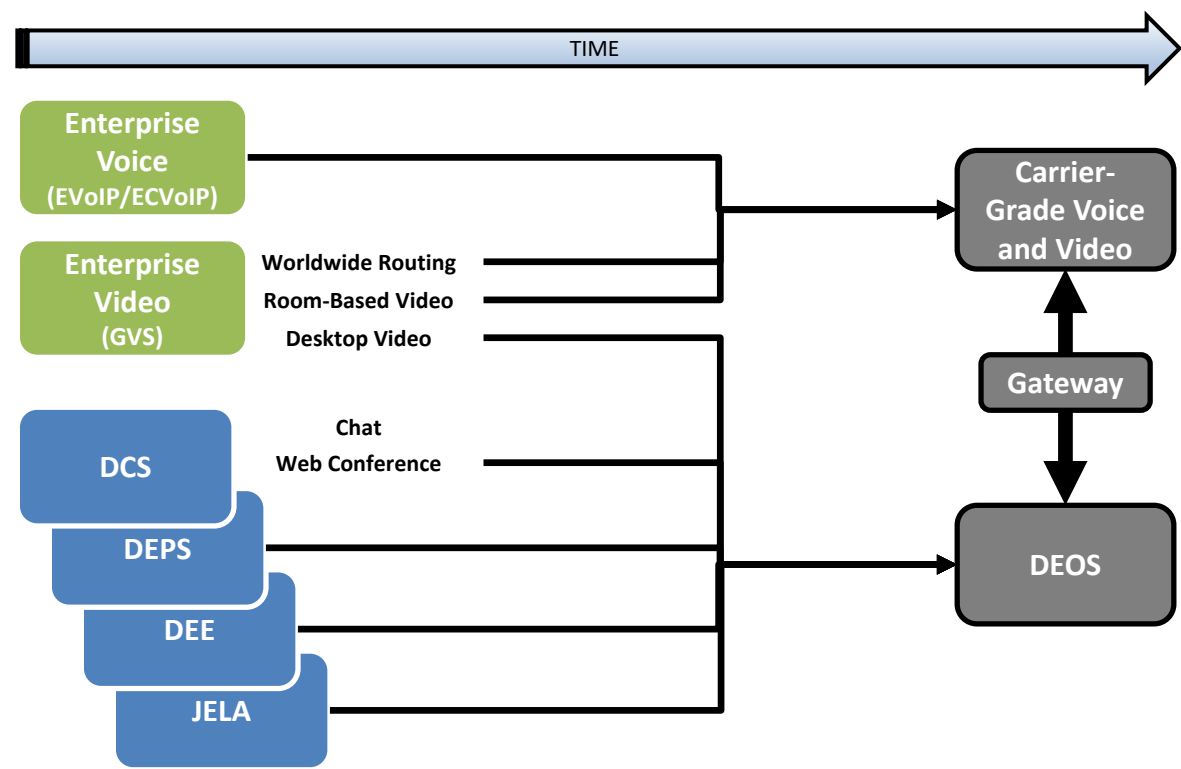 TIME
Enterprise
Voice
(EVoIP/ECVoIP)
Carrier-
Grade Voice
and Video
Enterprise
Video
(GVS)
Worldwide Routing
Room-Based Video
Desktop Video
Gateway
Chat
Web Conference
DCS
DEPS
DEOS
DEE
JELA